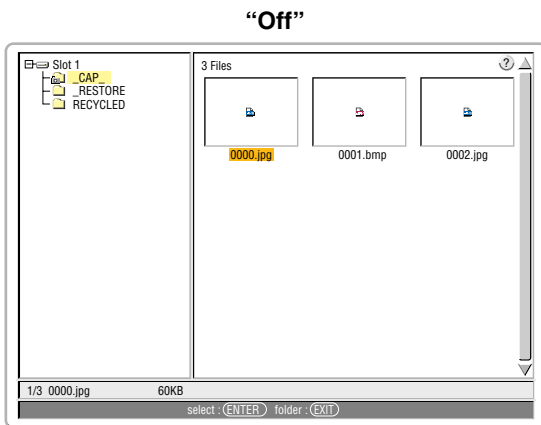 “Off”
Slot 1
_CAP_
_RESTORE
RECYCLED
3 Files
?
0000.jpg
0001.bmp
0002.jpg
1/3 0000.jpg 60KB
select : ENTER folder : EXIT